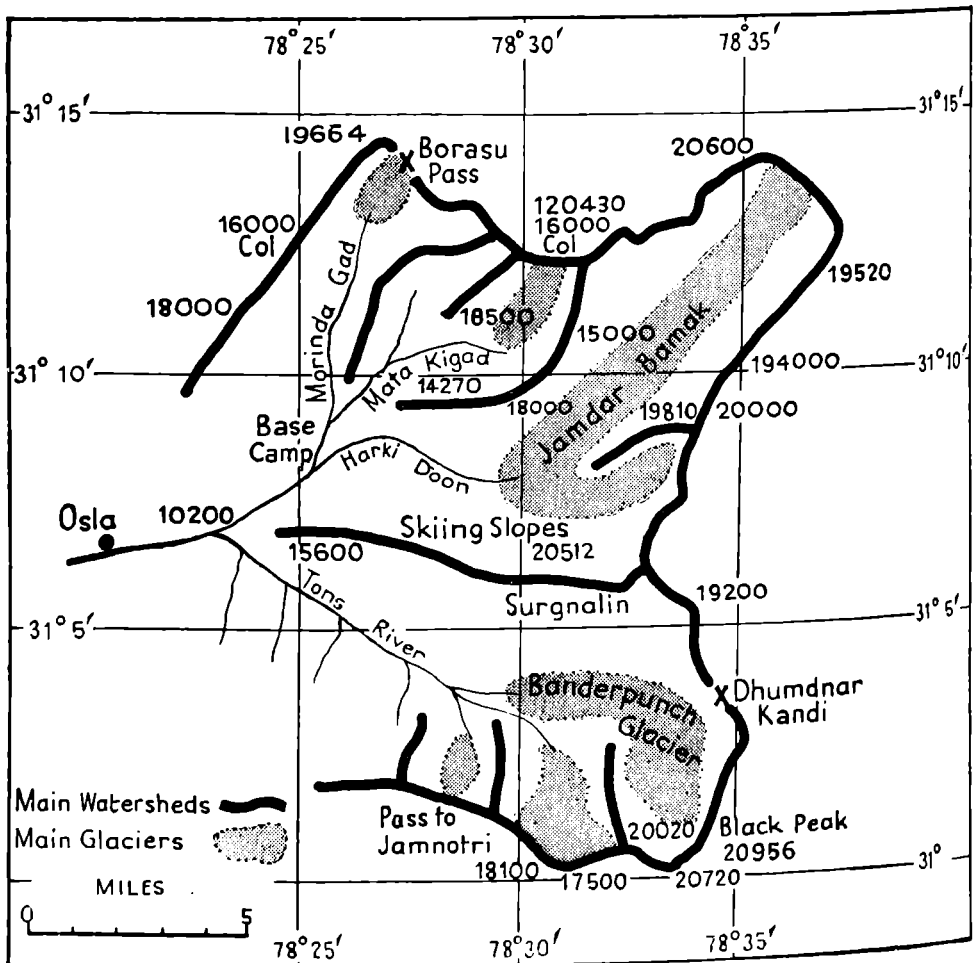 78° 25′ 78° 30′ 78° 35′
31° 15′ 31° 15′
19664
Borasu
Pass
20600
16000
Col
120430
16000
Col
Morinda Gad
18000
19520
18500
15000
31° 10′ 31° 10′
Mata Kigad
14270
194000
18000
19810
20000
Jamdar Bamak
Base
Camp
Harki Doon
Osla
10200
Skiing Slopes
15600
20512
Surgnalin
19200
31° 5′ 31° 5′
Tons
River
Banderpunch
Glacier
Dhumdnar
Kandi
Main Watersheds
Main Glaciers
Pass to
Jamnotri
20020
Black Peak
20956
18100
17500
20720
31°
MILES
0 5
78° 25′ 78° 30′ 78° 35′